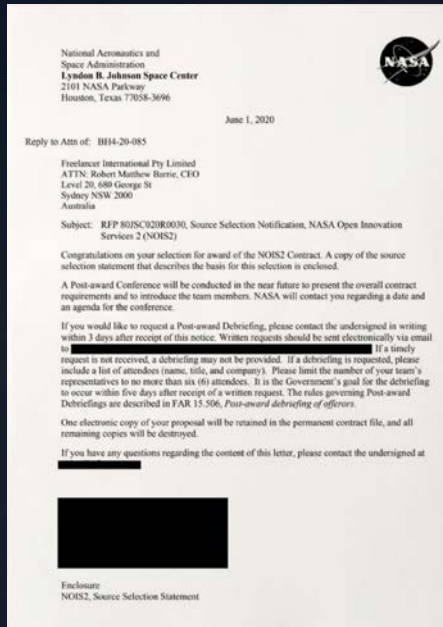 National Aeronautics and
Space Administration
Lyndon B. Johnson Space Center
2101 NASA Parkway
Houston, Texas 77058-3696
NASA
June 1, 2020
Reply to Attn of: BH4-20-085
Freelancer International Pty Limited
ATTN: Robert Matthew Barrie, CEO
Level 20, 680 George St
Sydney NSW 2000
Australia
Subject: RFP 80JSC020R0030, Source Selection Notification, NASA Open Innovation
Services 2 (NOIS2)
Congratulations on your selection for award of the NOIS2 Contract. A copy of the source
selection statement that describes the basis for this selection is enclosed.
A Post-award Conference will be conducted in the near future to present the overall contract
requirements and to introduce the team members. NASA will contact you regarding a date and
an agenda for the conference.
If you would like to request a Post-award Debriefing, please contact the undersigned in writing
within 3 days after receipt of this notice. Written requests should be sent electronically via email
to If a timely
request is not received, a debriefing may not be provided. If a debriefing is requested, please
include a list of attendees (name, title, and company). Please limit the number of your team's
representatives to no more than six (6) attendees. It is the Government's goal for the debriefing
to occur within five days after receipt of a written request. The rules governing Post-award
Debriefings are described in FAR 15.506, Post-award debriefing of offerors.
One electronic copy of your proposal will be retained in the permanent contract file, and all
remaining copies will be destroyed.
If you have any questions regarding the content of this letter, please contact the undersigned at
Enclosure
NOIS2, Source Selection Statement